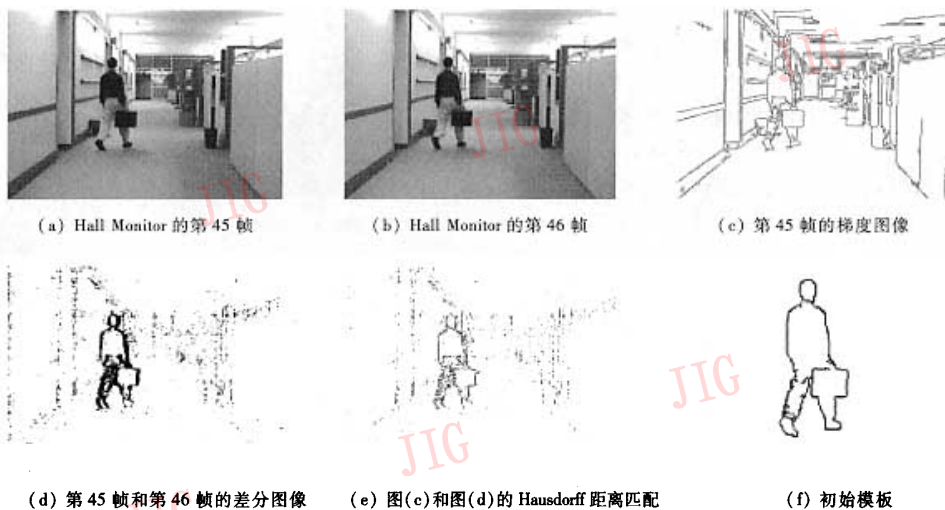 (a) Hall Monitor 的第 45 帧
(b) Hall Monitor 的第 46 帧
(c) 第 45 帧的梯度图像
(d) 第 45 帧和第 46 帧的差分图像
(e) 图(c)和图(d)的 Hausdorff 距离匹配
(f) 初始模板
JIG
JIG
JIG
JIG
JIG